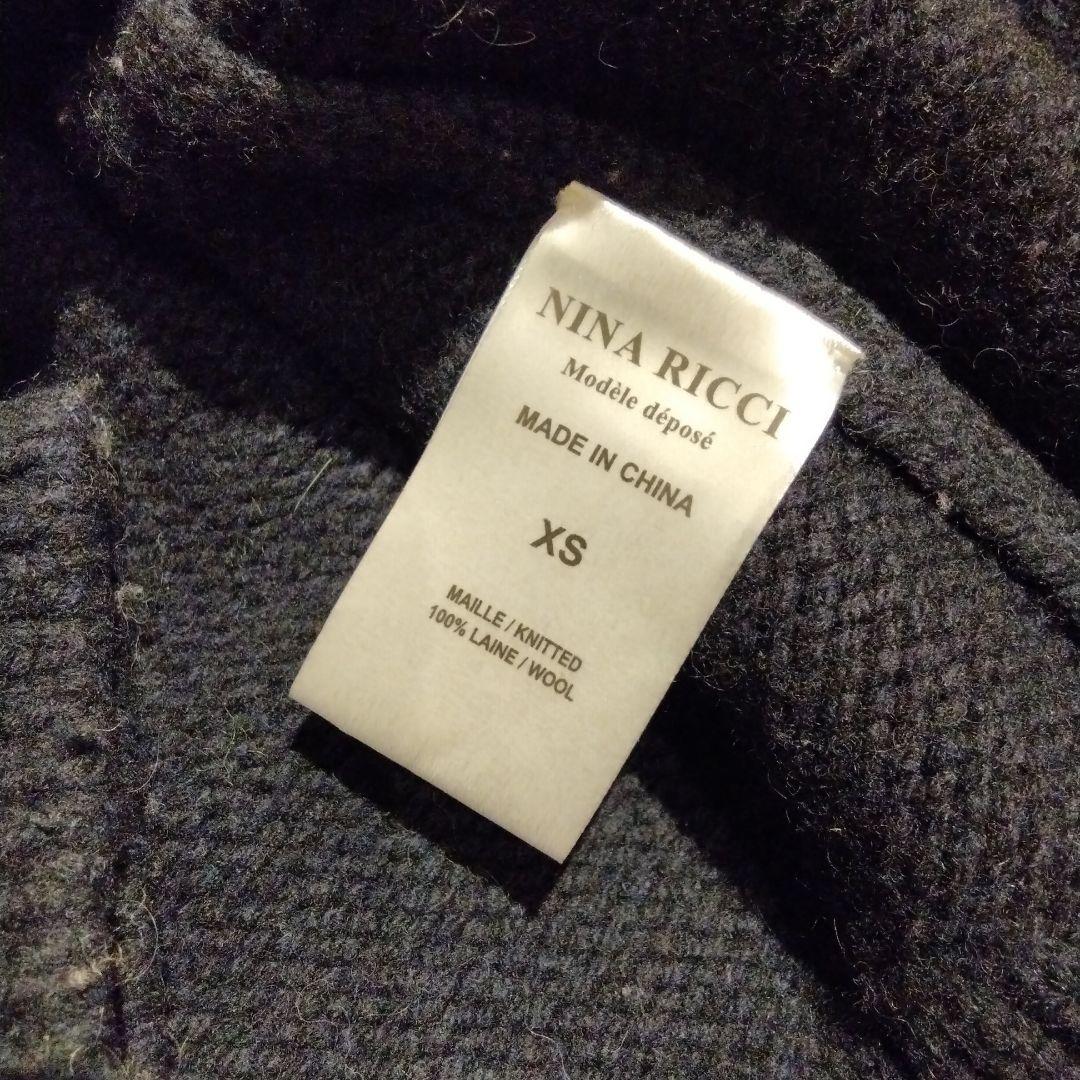 NINA RICCI
Modèle déposé
MADE IN CHINA
XS
MAILLE / KNITTED
100% LAINE / WOOL